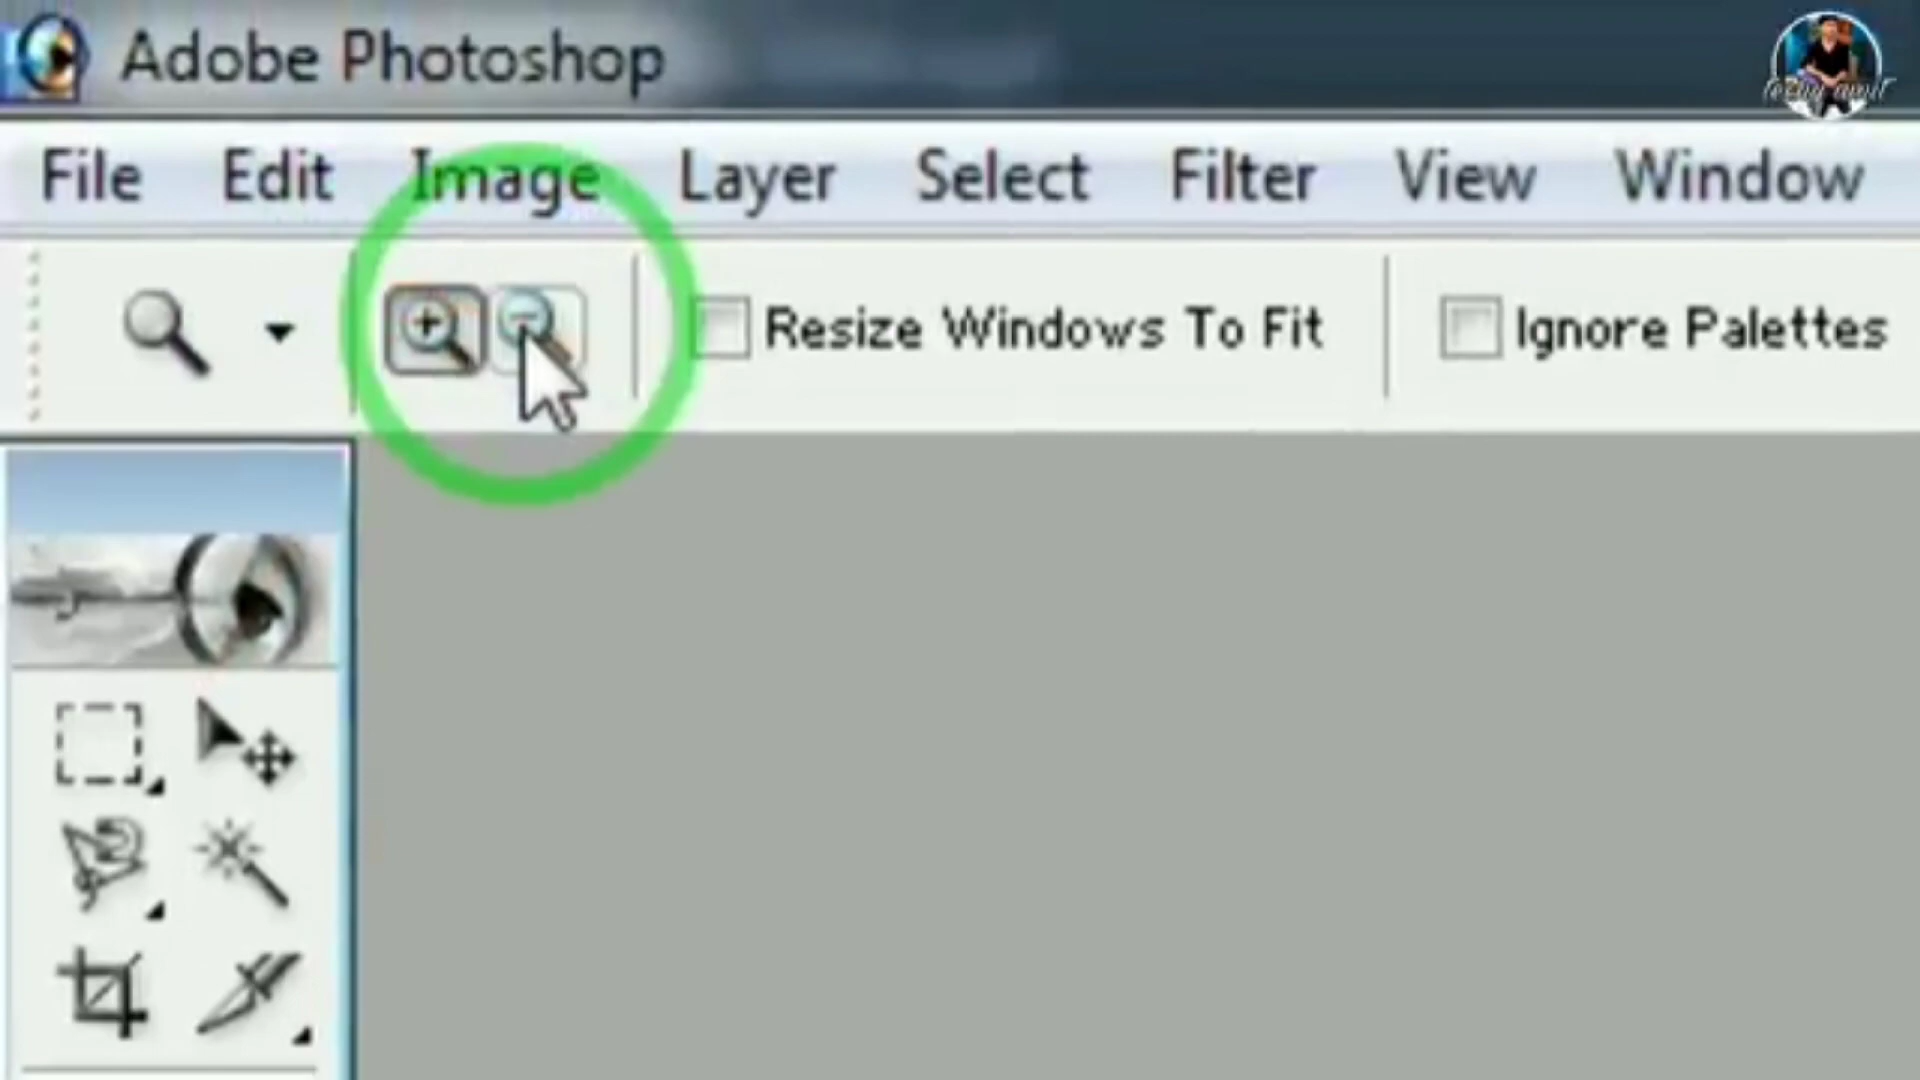 Adobe Photoshop
File Edit Image Layer Select Filter View Window
Resize Windows To Fit Ignore Palettes